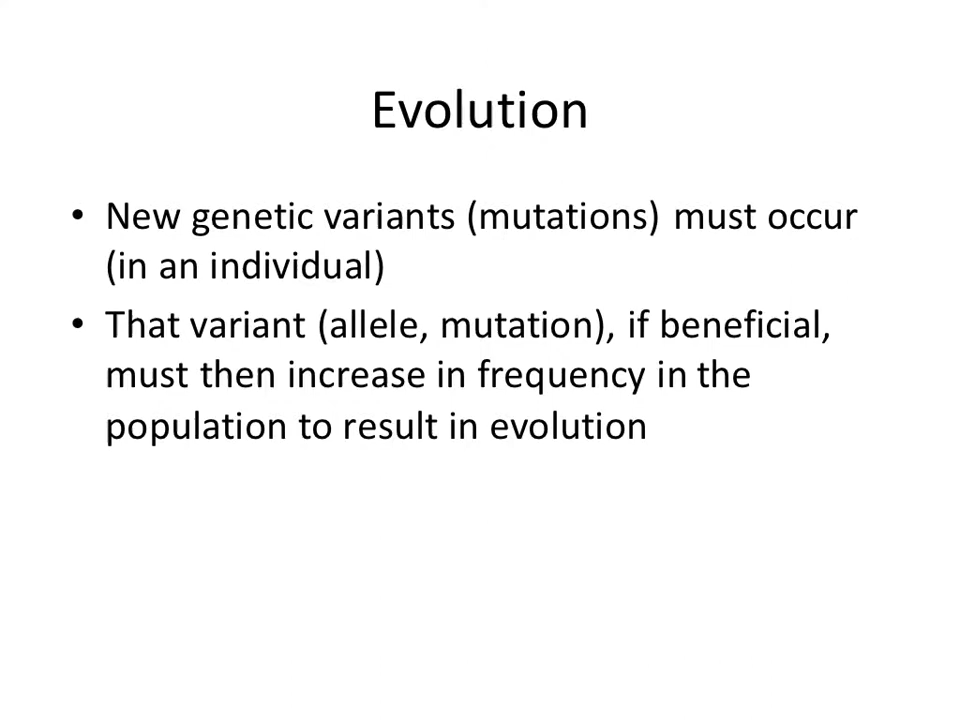 Evolution
• New genetic variants (mutations) must occur
(in an individual)
• That variant (allele, mutation), if beneficial,
must then increase in frequency in the
population to result in evolution